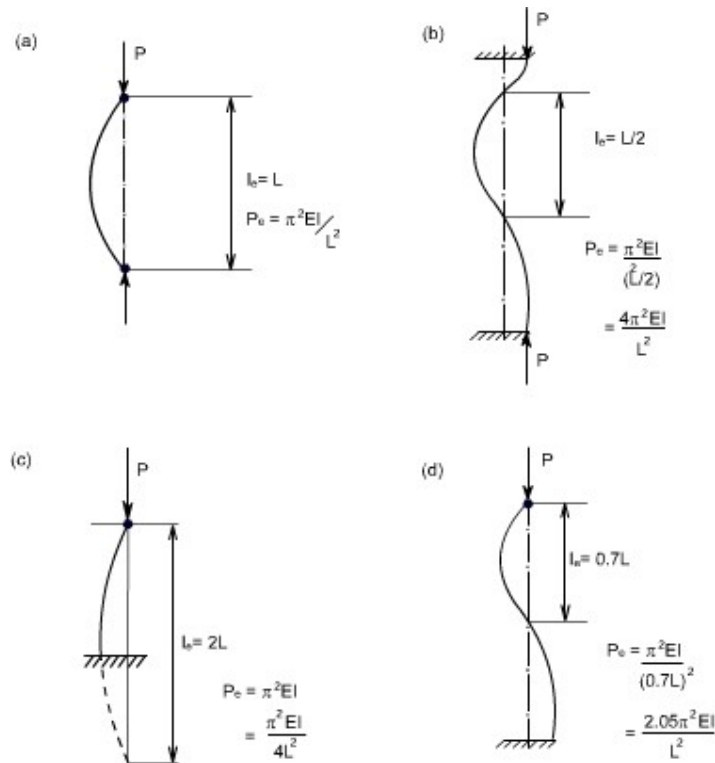 (a)
P
lₑ= L
Pₑ = π²EI/L²
(b)
P
lₑ= L/2
Pₑ = π²EI
2
(L/2)
= 4π²EI
L²
P
(c)
P
lₑ= 2L
Pₑ = π²EI
= π²EI
4L²
(d)
P
lₑ= 0.7L
Pₑ = π²EI
(0.7L)²
= 2.05π²EI
L²